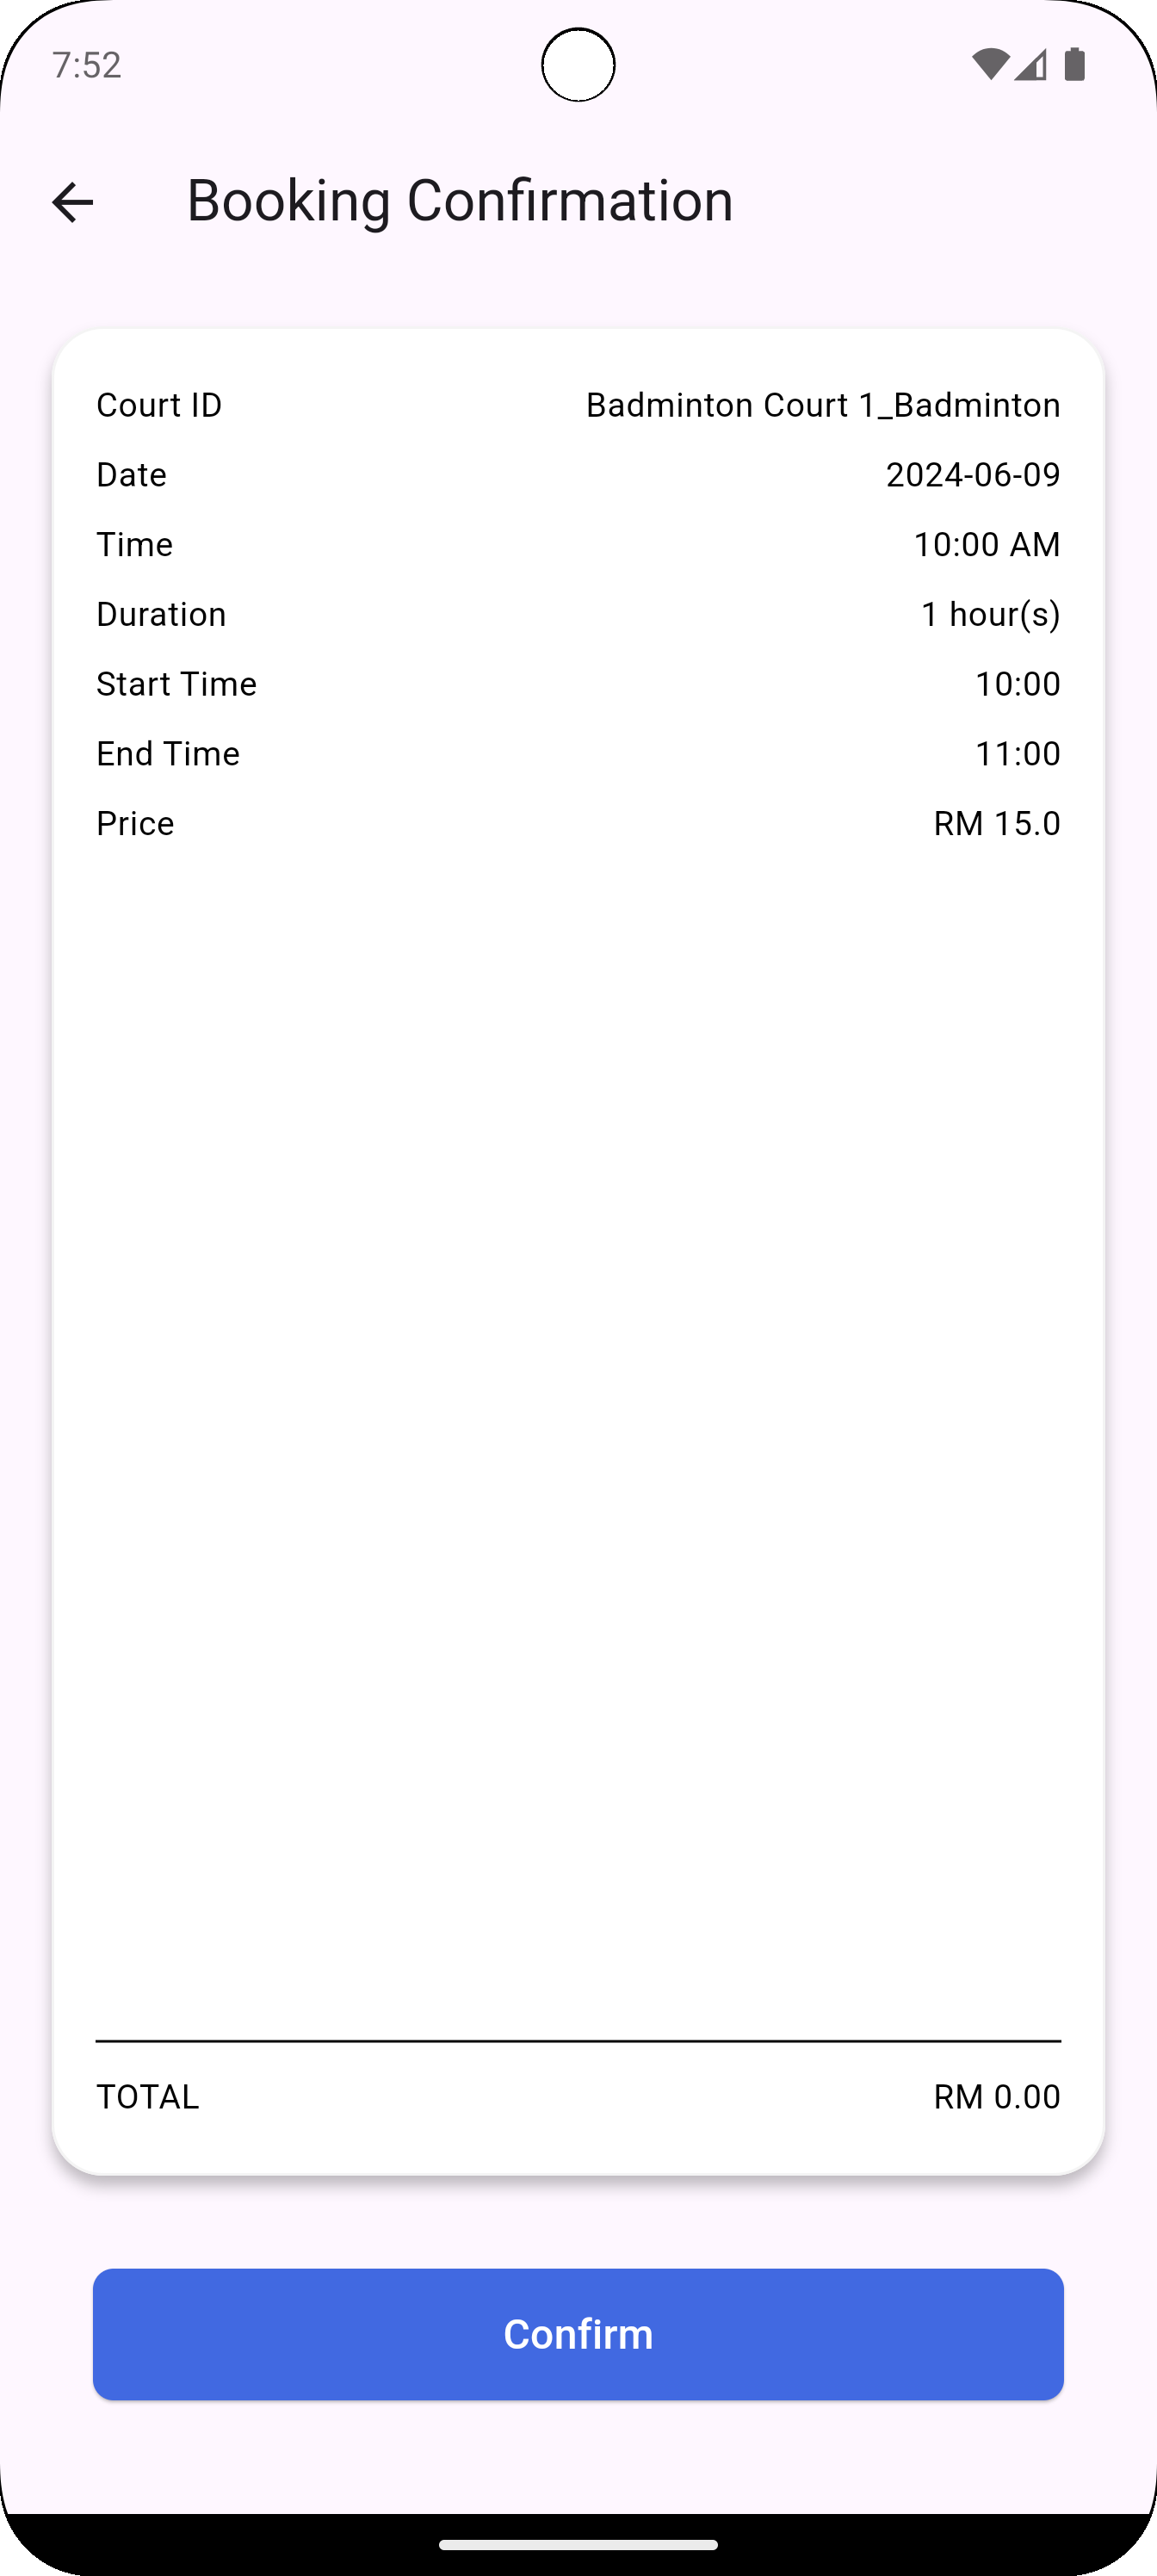 7:52
Booking Confirmation
Court ID Badminton Court 1_Badminton
Date 2024-06-09
Time 10:00 AM
Duration 1 hour(s)
Start Time 10:00
End Time 11:00
Price RM 15.0
TOTAL RM 0.00
Confirm